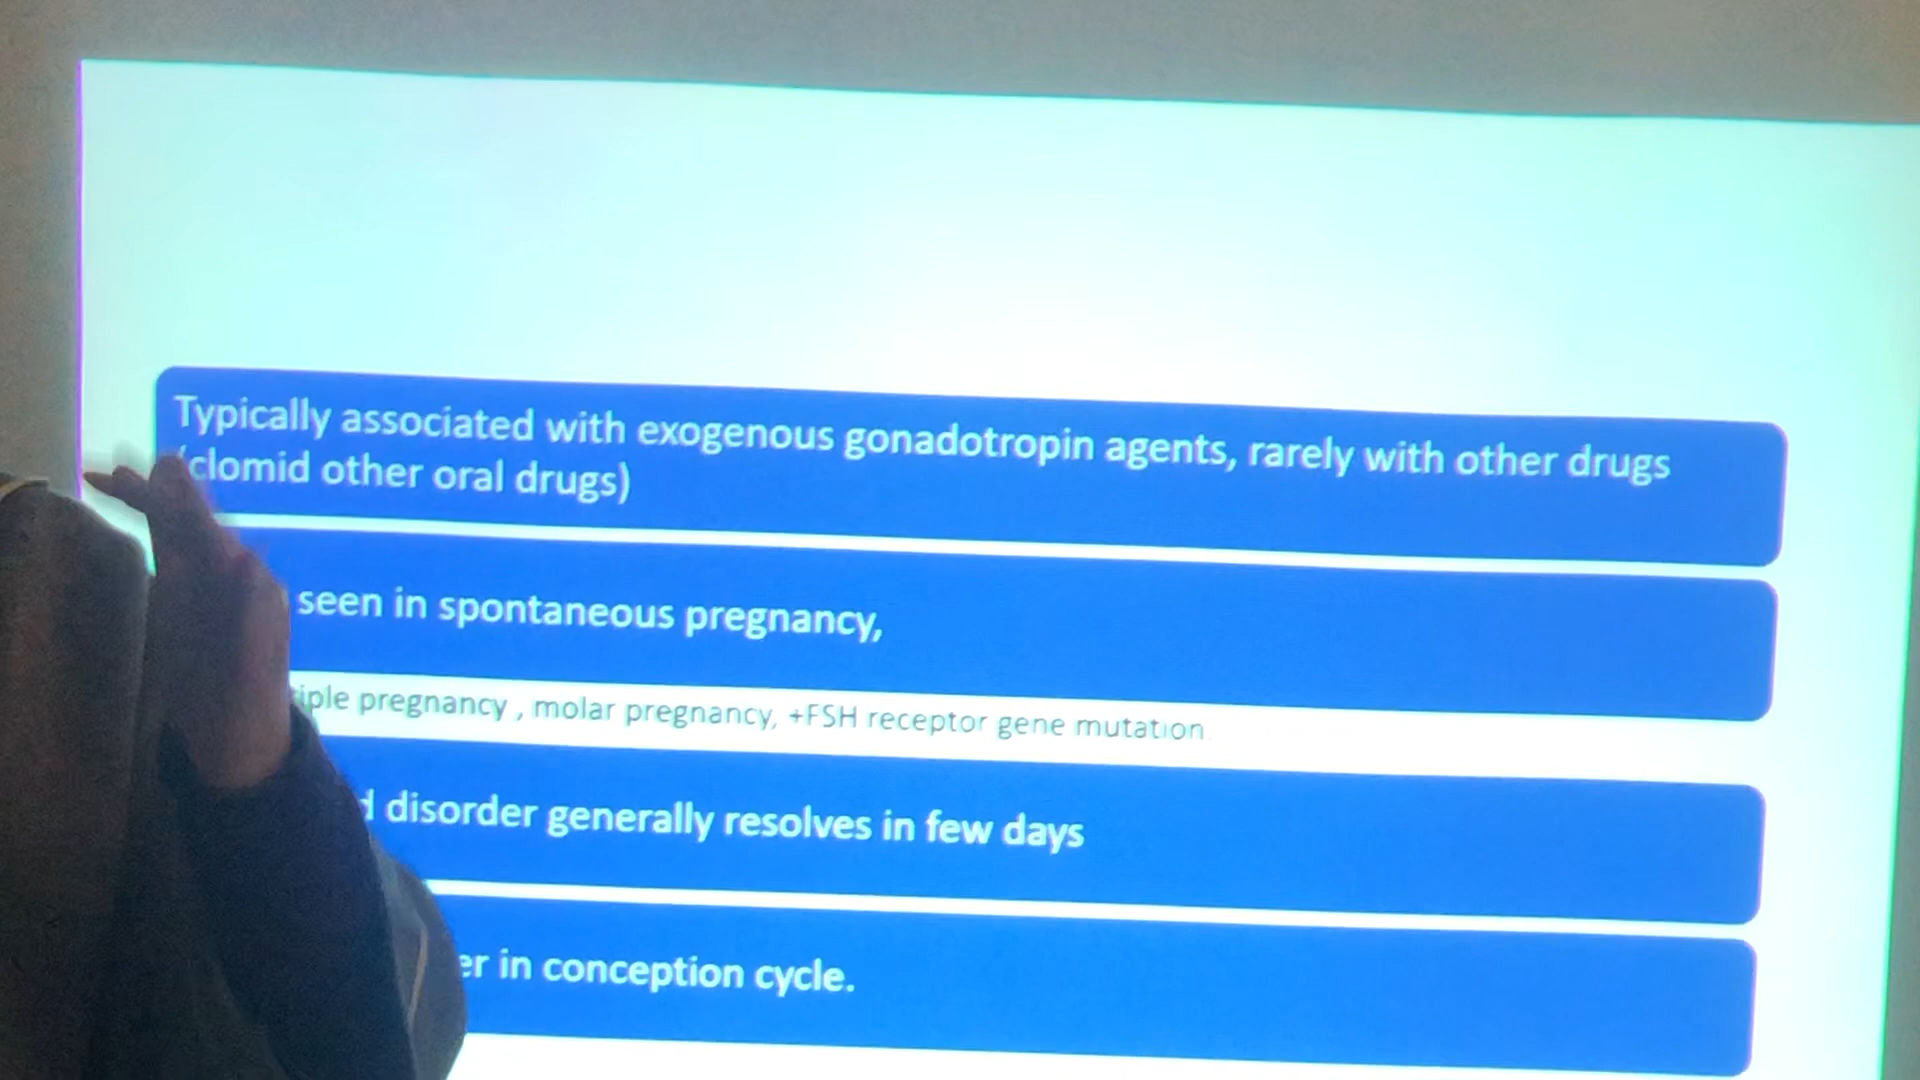 Typically associated with exogenous gonadotropin agents, rarely with other drugs
(clomid other oral drugs)
seen in spontaneous pregnancy,
pregnancy , molar pregnancy, +FSH receptor gene mutation
disorder generally resolves in few days
in conception cycle.